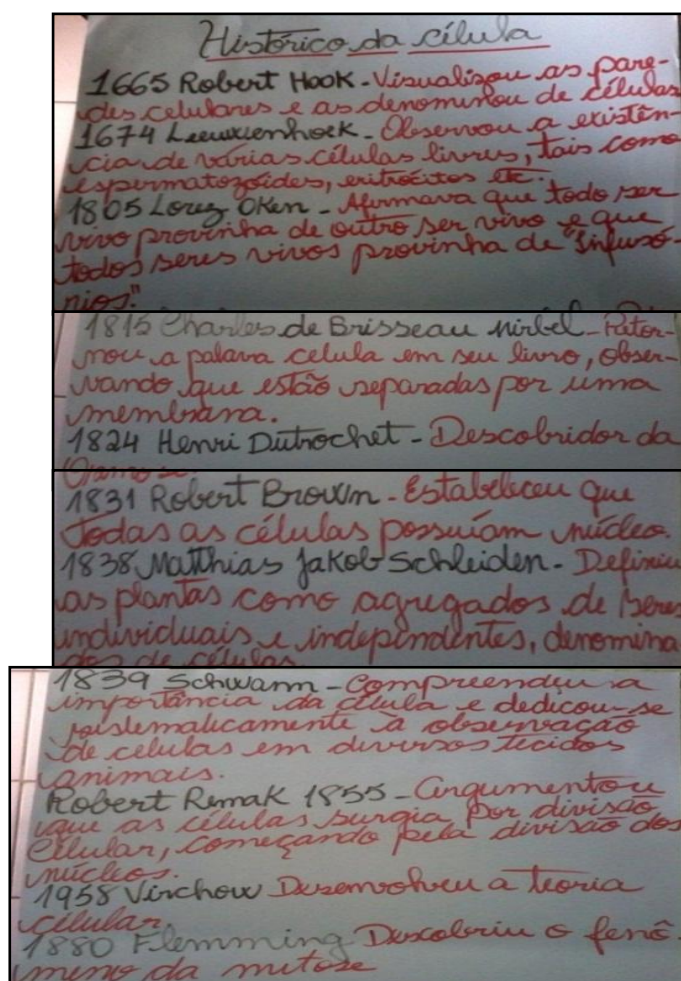 Histórico da célula
1665 Robert Hook - Visualizou as pare-
des celulares e as denominou de células
1674 Leeuwenhoek - Observou a existên-
cia de várias células livres, tais como
espermatozóides, eritrócitos etc.
1805 Lorez Oken - Afirmava que todo ser
vivo provinha de outro ser vivo e que
todos seres vivos provinha de "Infusó-
rios."
1815 Charles de Brisseau Mirbel - Retor-
nou a palava celula em seu livro, obser-
vando que estão separadas por uma
membrana.
1824 Henri Dutrochet - Descobridor da
Osmose.
1831 Robert Brown - Estabeleceu que
todas as células possuíam núcleo.
1838 Matthias Jakob Schleiden - Definiu
as plantas como agregados de seres
individuais e independentes, denomina
dos de células
1839 Schwann - Compreendeu a
importância da célula e dedicou-se
sistematicamente à observação
de celulas em diversos tecidos
animais.
Robert Remak 1855 - Argumentou
que as células surgia por divisão
celular, começando pela divisão dos
núcleos.
1958 Virchow Desenvolveu a teoria
celular.
1880 Flemming Descobriu o fenô-
meno da mitose